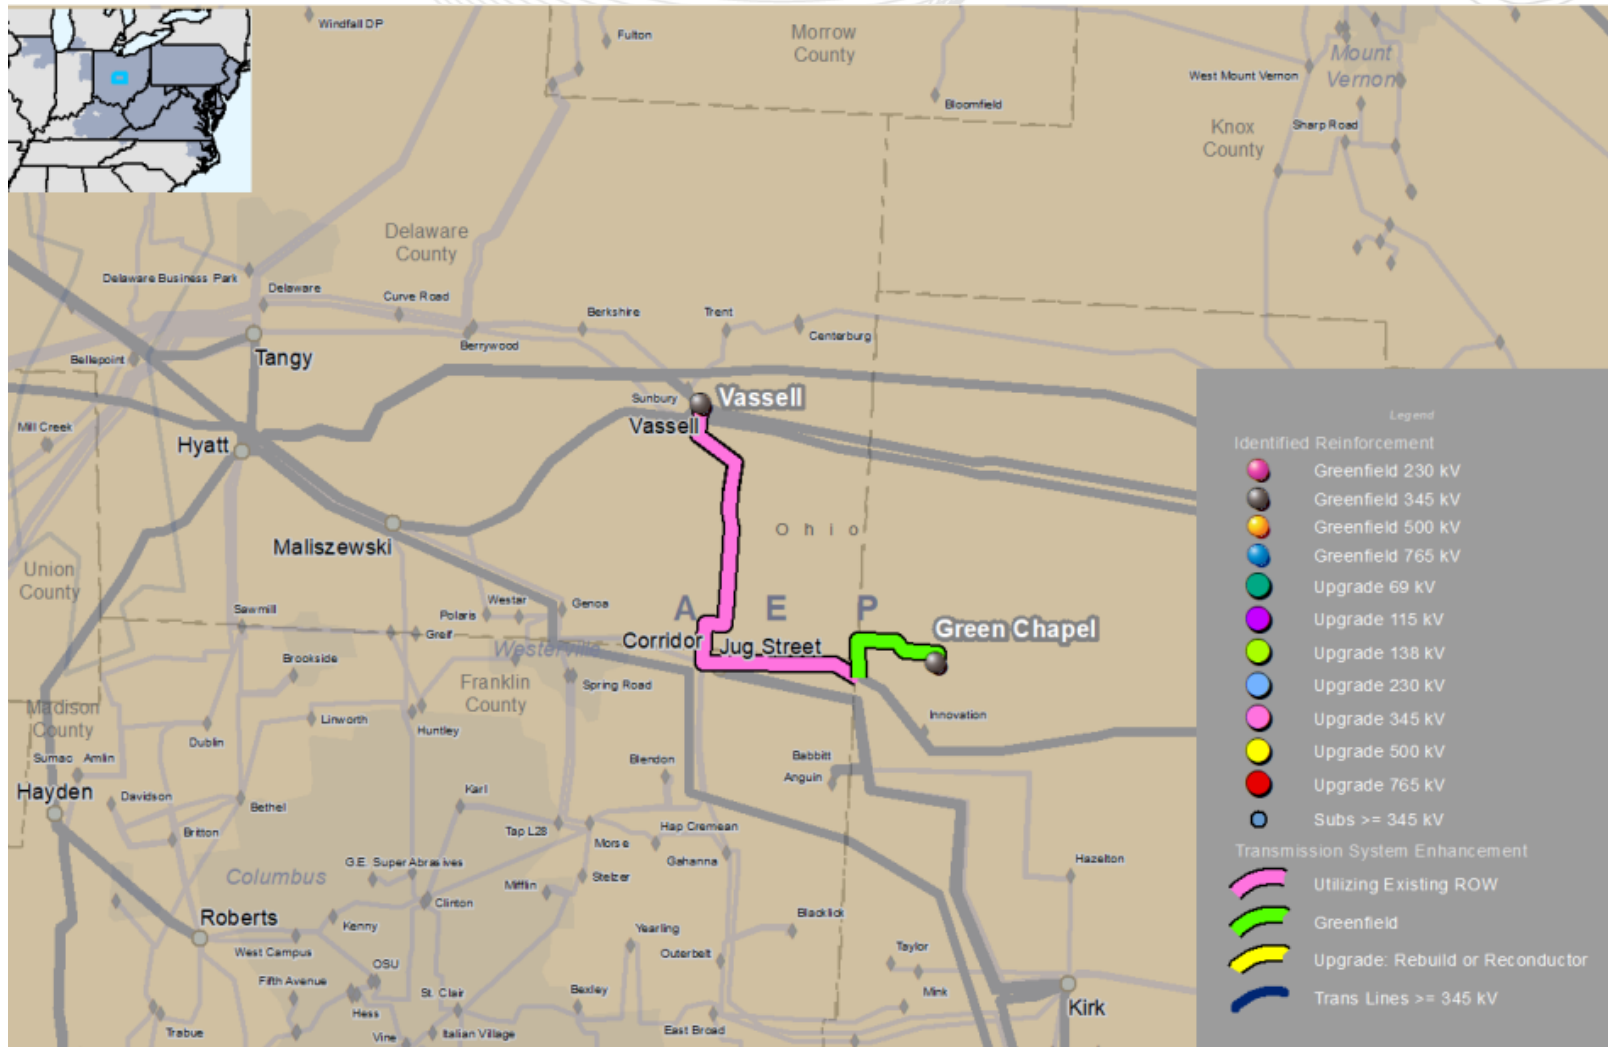 Windfall DP
Fulton
Morrow
County
Bloomfield
West Mount Vernon
Mount
Vernon
Knox
County
Sharp Road
Delaware
County
Delaware Business Park
Delaware
Curve Road
Berkshire
Trent
Centerburg
Berrywood
Bellepoint
Tangy
Sunbury
Vassell
Vassell
Mill Creek
Hyatt
Maliszewski
Ohio
Union
County
Sawmill
Polaris
Westar
Genoa
A E P
Greif
Westerville
Corridor
Jug Street
Green Chapel
Brookside
Franklin
County
Spring Road
Madison
County
Linworth
Huntley
Innovation
Dublin
Sumac
Amlin
Blendon
Babbitt
Anguin
Hayden
Davidson
Bethel
Karl
Britton
Tap L28
Morse
Hap Cremean
Gahanna
Hazelton
G.E. Super Abrasives
Columbus
Mifflin
Stelzer
Clinton
Roberts
Kenny
Blacklick
West Campus
Yearling
Outerbelt
Taylor
OSU
Fifth Avenue
St. Clair
Bexley
Mink
Kirk
Hess
Trabue
Vine
Italian Village
East Broad
Legend
Identified Reinforcement
Greenfield 230 kV
Greenfield 345 kV
Greenfield 500 kV
Greenfield 765 kV
Upgrade 69 kV
Upgrade 115 kV
Upgrade 138 kV
Upgrade 230 kV
Upgrade 345 kV
Upgrade 500 kV
Upgrade 765 kV
Subs >= 345 kV
Transmission System Enhancement
Utilizing Existing ROW
Greenfield
Upgrade: Rebuild or Reconductor
Trans Lines >= 345 kV